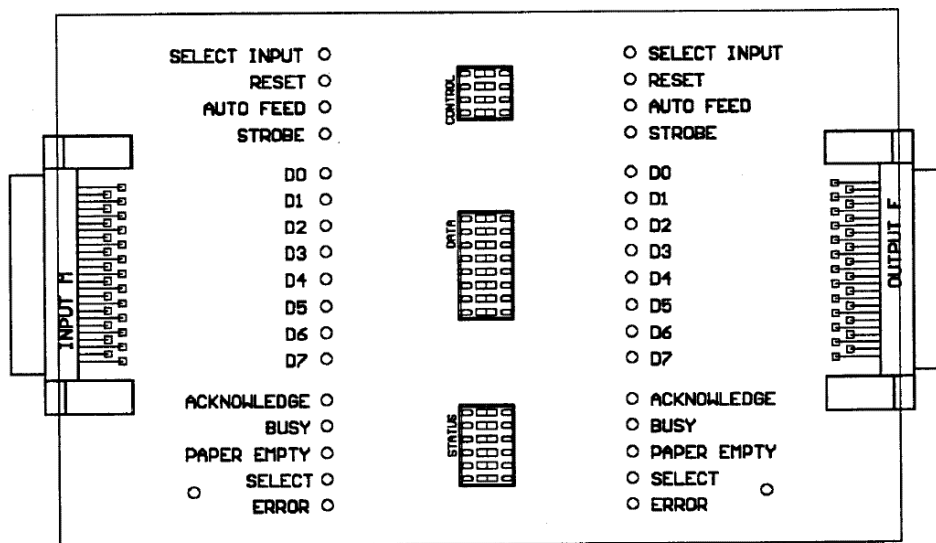 SELECT INPUT
RESET
AUTO FEED
STROBE
D0
D1
D2
D3
D4
D5
D6
D7
ACKNOWLEDGE
BUSY
PAPER EMPTY
SELECT
ERROR
INPUT M
CONTROL
DATA
STATUS
SELECT INPUT
RESET
AUTO FEED
STROBE
D0
D1
D2
D3
D4
D5
D6
D7
ACKNOWLEDGE
BUSY
PAPER EMPTY
SELECT
ERROR
OUTPUT F